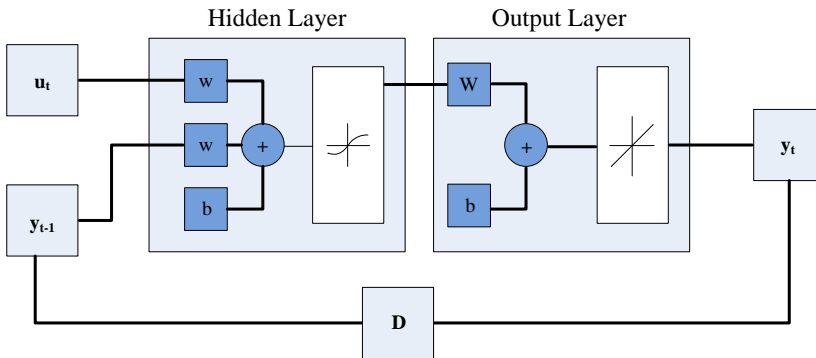 Hidden Layer
Output Layer
uₜ
w
w
b
+
W
b
+
yₜ
yₜ₋₁
D